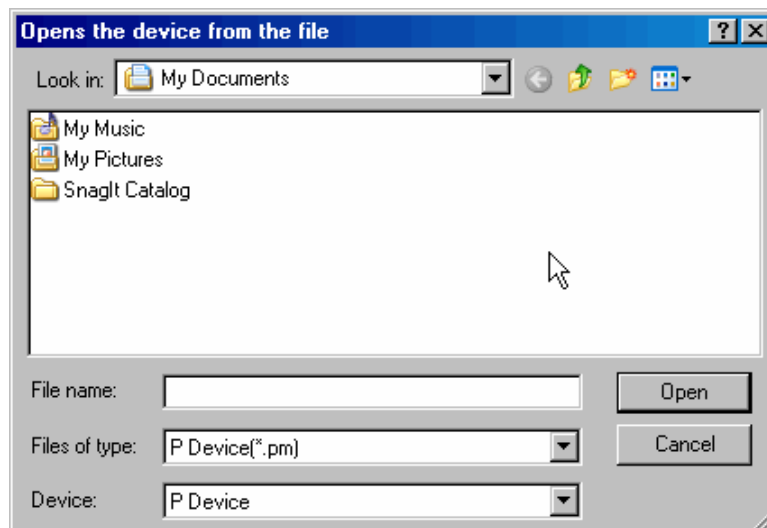 Opens the device from the file
Look in: My Documents
My Music
My Pictures
SnagIt Catalog
File name: Open
Files of type: P Device(*.pm) Cancel
Device: P Device